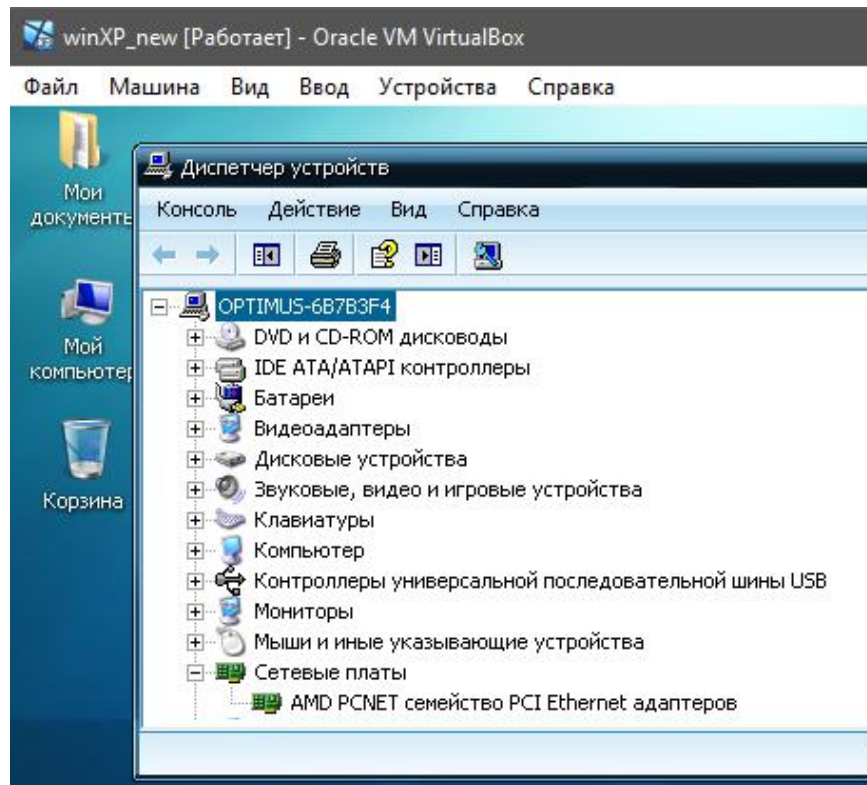 winXP_new [Работает] - Oracle VM VirtualBox
Файл Машина Вид Ввод Устройства Справка
Мои
документы
Мой
компьютер
Корзина
Диспетчер устройств
Консоль Действие Вид Справка
OPTIMUS-6B7B3F4
DVD и CD-ROM дисководы
IDE ATA/ATAPI контроллеры
Батареи
Видеоадаптеры
Дисковые устройства
Звуковые, видео и игровые устройства
Клавиатуры
Компьютер
Контроллеры универсальной последовательной шины USB
Мониторы
Мыши и иные указывающие устройства
Сетевые платы
AMD PCNET семейство PCI Ethernet адаптеров